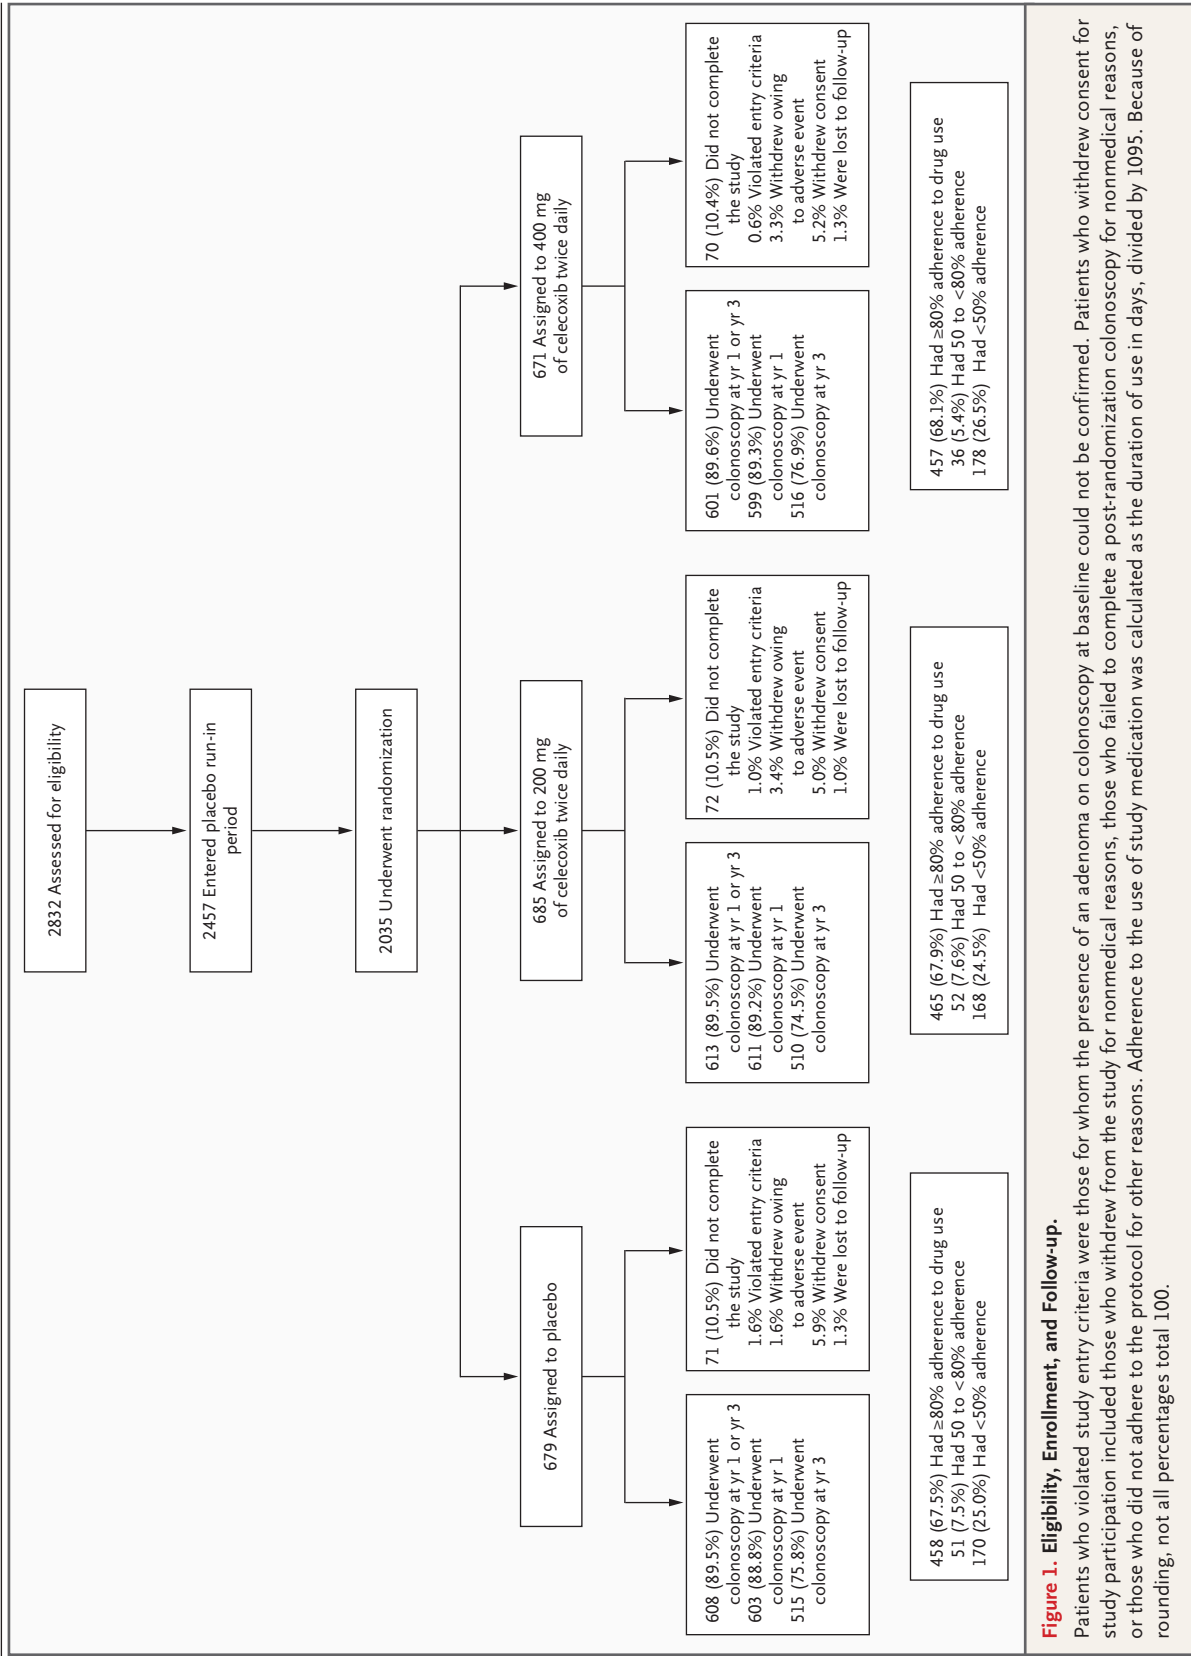 2832 Assessed for eligibility
2457 Entered placebo run-in
period
2035 Underwent randomization
679 Assigned to placebo
685 Assigned to 200 mg
of celecoxib twice daily
671 Assigned to 400 mg
of celecoxib twice daily
608 (89.5%) Underwent
colonoscopy at yr 1 or yr 3
603 (88.8%) Underwent
colonoscopy at yr 1
515 (75.8%) Underwent
colonoscopy at yr 3
71 (10.5%) Did not complete
the study
1.6% Violated entry criteria
1.6% Withdrew owing
to adverse event
5.9% Withdrew consent
1.3% Were lost to follow-up
613 (89.5%) Underwent
colonoscopy at yr 1 or yr 3
611 (89.2%) Underwent
colonoscopy at yr 1
510 (74.5%) Underwent
colonoscopy at yr 3
72 (10.5%) Did not complete
the study
1.0% Violated entry criteria
3.4% Withdrew owing
to adverse event
5.0% Withdrew consent
1.0% Were lost to follow-up
601 (89.6%) Underwent
colonoscopy at yr 1 or yr 3
599 (89.3%) Underwent
colonoscopy at yr 1
516 (76.9%) Underwent
colonoscopy at yr 3
70 (10.4%) Did not complete
the study
0.6% Violated entry criteria
3.3% Withdrew owing
to adverse event
5.2% Withdrew consent
1.3% Were lost to follow-up
458 (67.5%) Had ≥80% adherence to drug use
51 (7.5%) Had 50 to <80% adherence
170 (25.0%) Had <50% adherence
465 (67.9%) Had ≥80% adherence to drug use
52 (7.6%) Had 50 to <80% adherence
168 (24.5%) Had <50% adherence
457 (68.1%) Had ≥80% adherence to drug use
36 (5.4%) Had 50 to <80% adherence
178 (26.5%) Had <50% adherence
Figure 1. Eligibility, Enrollment, and Follow-up.
Patients who violated study entry criteria were those for whom the presence of an adenoma on colonoscopy at baseline could not be confirmed. Patients who withdrew consent for
study participation included those who withdrew from the study for nonmedical reasons, those who failed to complete a post-randomization colonoscopy for nonmedical reasons,
or those who did not adhere to the protocol for other reasons. Adherence to the use of study medication was calculated as the duration of use in days, divided by 1095. Because of
rounding, not all percentages total 100.